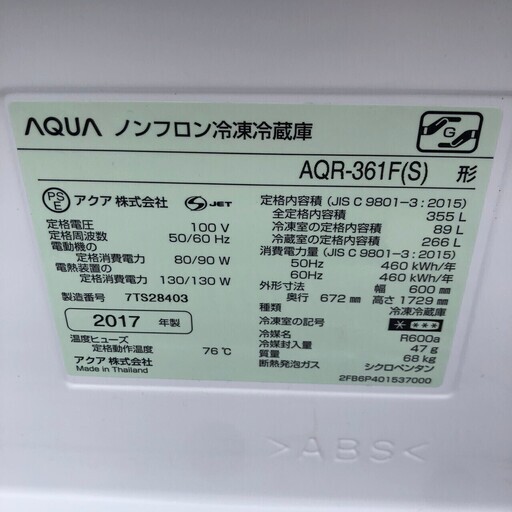 AQUA ノンフロン冷凍冷蔵庫
G
AQR-361F(S) 形
PS
E
アクア 株式会社
S JET
定格電圧 100 V
定格周波数 50/60 Hz
電動機の
定格消費電力 80/90 W
電熱装置の
定格消費電力 130/130 W
製造番号 7TS28403
2017 年製
温度ヒューズ
定格動作温度 76℃
アクア 株式会社
Made in Thailand
定格内容積 (JIS C 9801-3 : 2015)
全定格内容積 355 L
冷凍室の定格内容積 89 L
冷蔵室の定格内容積 266 L
消費電力量 (JIS C 9801-3 : 2015)
50Hz 460 kWh/年
60Hz 460 kWh/年
外形寸法 幅 600 mm
奥行 672 mm 高さ 1729 mm
種類 冷凍冷蔵庫
冷凍室の記号 ****
冷媒名 R600a
冷媒封入量 47 g
質量 68 kg
断熱発泡ガス シクロペンタン
2FB6P401537000
>ABS<